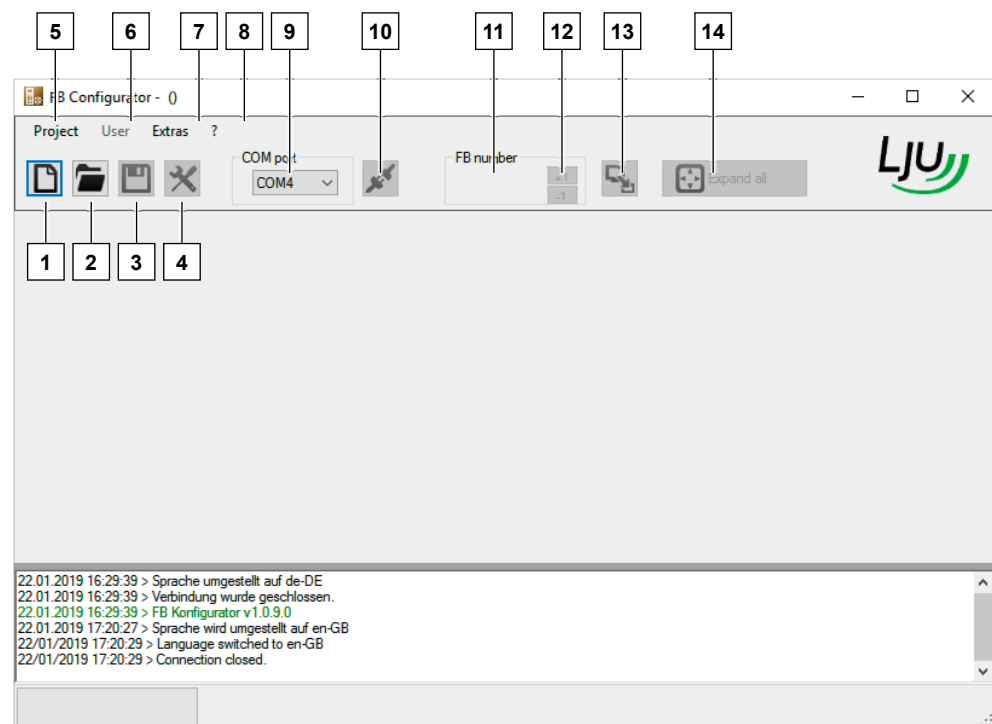 5 6 7 8 9 10 11 12 13 14
FB Configurator - ()
Project User Extras ?
COM port
FB number
COM4
+1
-1
Expand all
LJU
1 2 3 4
22.01.2019 16:29:39 > Sprache umgestellt auf de-DE
22.01.2019 16:29:39 > Verbindung wurde geschlossen.
22.01.2019 16:29:39 > FB Konfigurator v1.0.9.0
22.01.2019 17:20:27 > Sprache wird umgestellt auf en-GB
22/01/2019 17:20:29 > Language switched to en-GB
22/01/2019 17:20:29 > Connection closed.